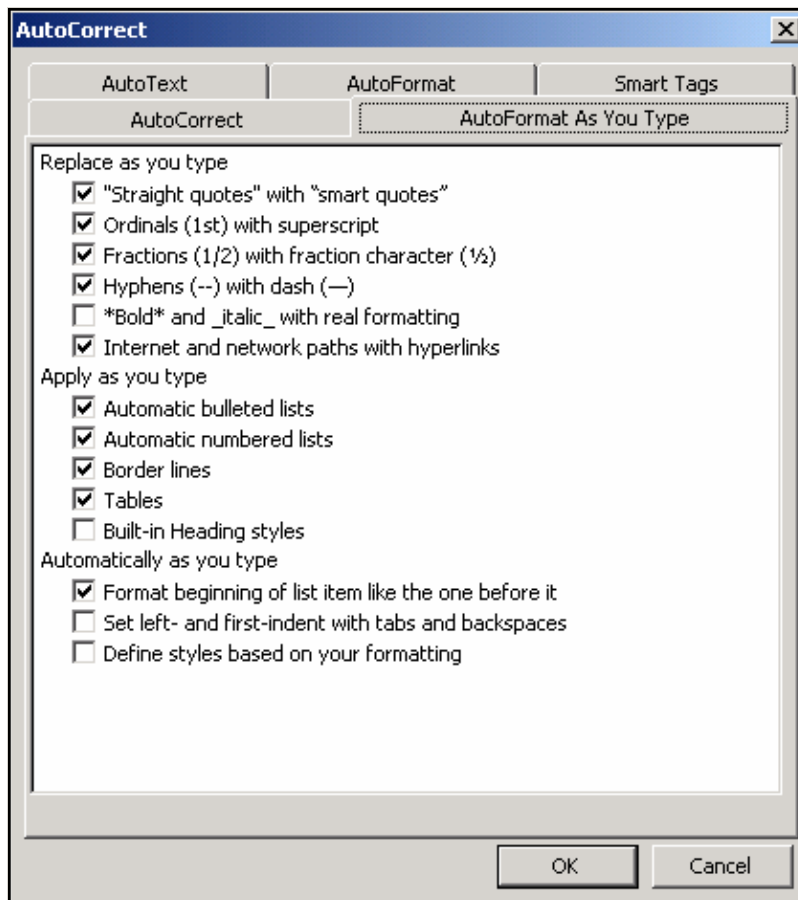 AutoCorrect
AutoText AutoFormat Smart Tags
AutoCorrect AutoFormat As You Type
Replace as you type
"Straight quotes" with “smart quotes”
Ordinals (1st) with superscript
Fractions (1/2) with fraction character (½)
Hyphens (--) with dash (—)
*Bold* and _italic_ with real formatting
Internet and network paths with hyperlinks
Apply as you type
Automatic bulleted lists
Automatic numbered lists
Border lines
Tables
Built-in Heading styles
Automatically as you type
Format beginning of list item like the one before it
Set left- and first-indent with tabs and backspaces
Define styles based on your formatting
OK Cancel